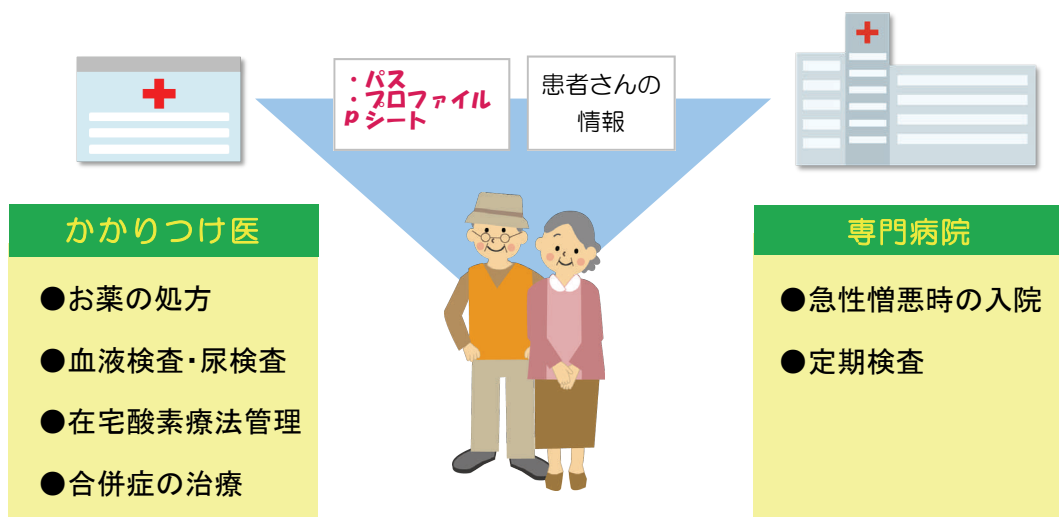 ・パス
・プロファイル
pシート
患者さんの
情報
かかりつけ医
●お薬の処方
●血液検査・尿検査
●在宅酸素療法管理
●合併症の治療
専門病院
●急性憎悪時の入院
●定期検査